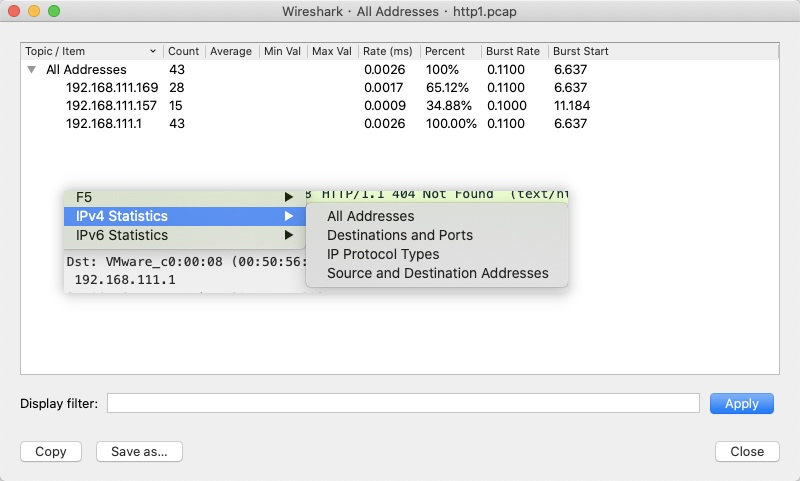 Wireshark · All Addresses · http1.pcap
Topic / Item Count Average Min Val Max Val Rate (ms) Percent Burst Rate Burst Start
All Addresses 43 0.0026 100% 0.1100 6.637
192.168.111.169 28 0.0017 65.12% 0.1100 6.637
192.168.111.157 15 0.0009 34.88% 0.1000 11.184
192.168.111.1 43 0.0026 100.00% 0.1100 6.637
HTTP/1.1 404 Not Found
F5
IPv4 Statistics
IPv6 Statistics
All Addresses
Destinations and Ports
IP Protocol Types
Source and Destination Addresses
Dst: VMware_c0:00:08 (00:50:56:
192.168.111.1
Display filter:
Apply
Copy
Save as...
Close